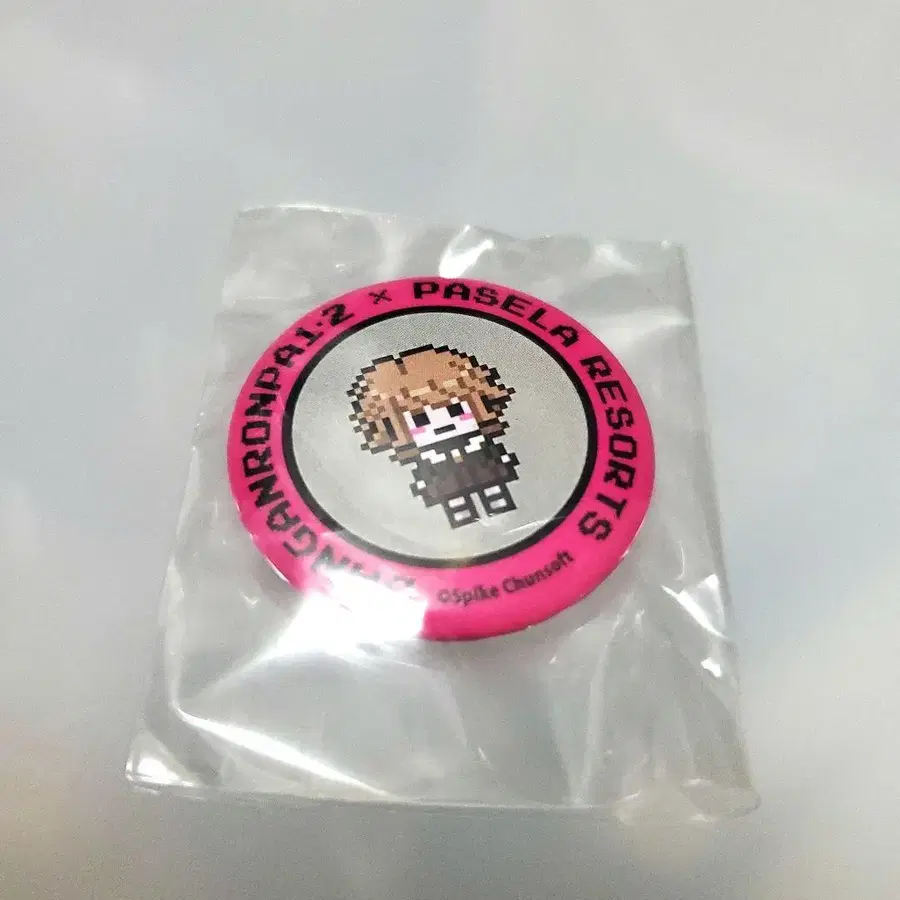 DANGANRONPA1・2 × PASELA RESORTS
©Spike Chunsoft